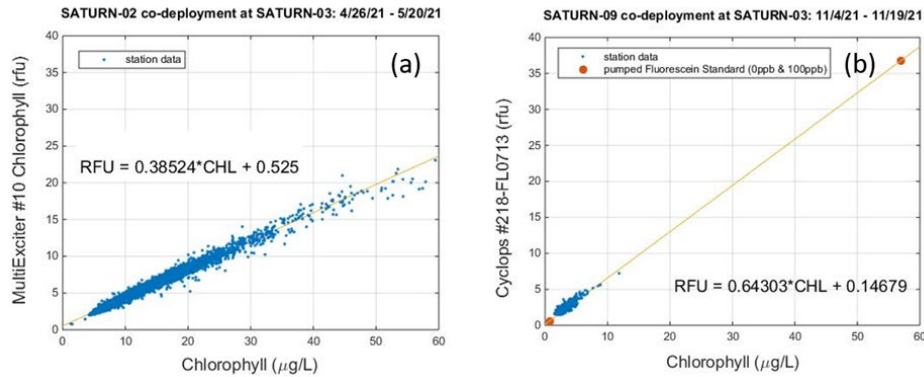 SATURN-02 co-deployment at SATURN-03: 4/26/21 - 5/20/21
40
35
30
25
20
15
10
5
0
MultiExciter #10 Chlorophyll (rfu)
station data
(a)
RFU = 0.38524*CHL + 0.525
0 10 20 30 40 50 60
Chlorophyll (μg/L)
SATURN-09 co-deployment at SATURN-03: 11/4/21 - 11/19/21
40
35
30
25
20
15
10
5
0
Cyclops #218-FL0713 (rfu)
station data
pumped Fluorescein Standard (0ppb & 100ppb)
(b)
RFU = 0.64303*CHL + 0.14679
0 10 20 30 40 50 60
Chlorophyll (μg/L)